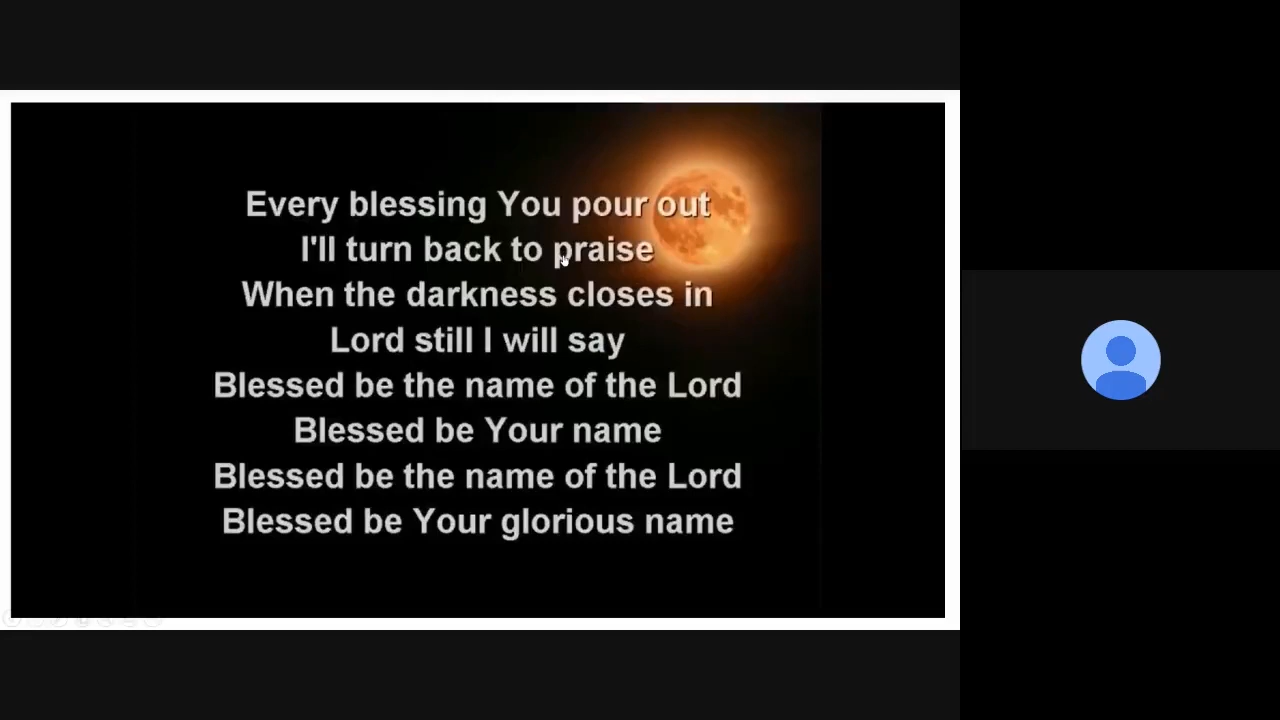 Every blessing You pour out
I'll turn back to praise
When the darkness closes in
Lord still I will say
Blessed be the name of the Lord
Blessed be Your name
Blessed be the name of the Lord
Blessed be Your glorious name